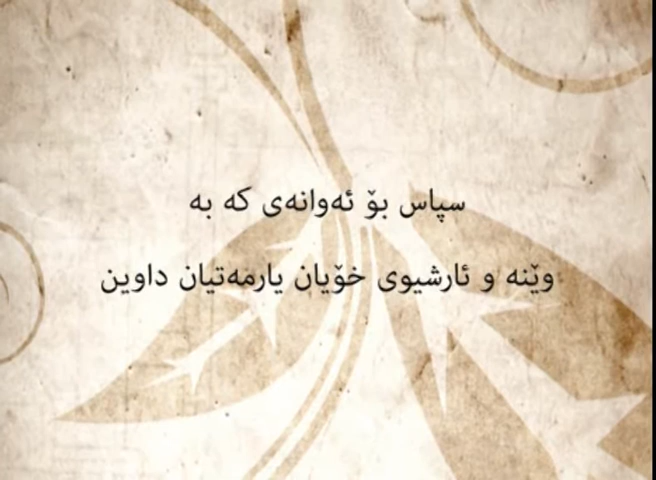 سپاس بۆ ئەوانەی کە بە
وێنە و ئارشیوی خۆیان یارمەتیان داوین